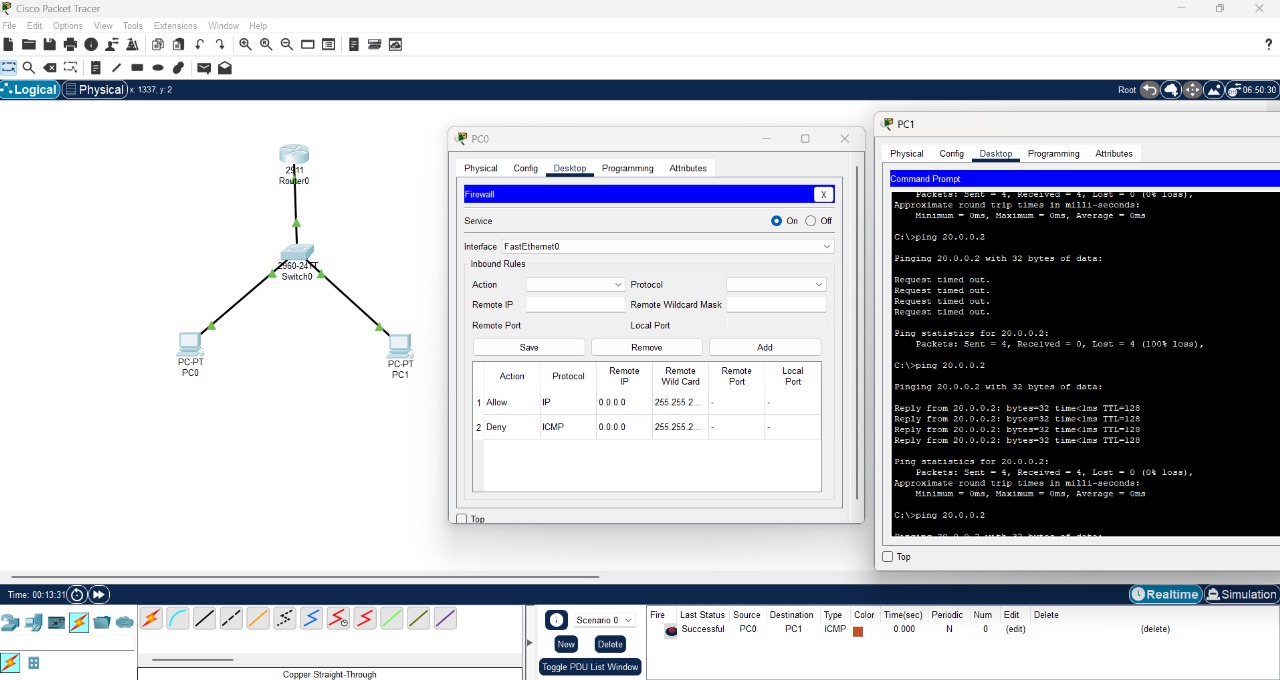 Cisco Packet Tracer
File Edit Options View Tools Extensions Window Help
?
Logical Physical x: 1337, y: 2 Root 06:50:30
2911
Router0
2960-24TT
Switch0
PC-PT
PC0
PC-PT
PC1
PC0
Physical Config Desktop Programming Attributes
Firewall X
Service On Off
Interface FastEthernet0
Inbound Rules
Action Protocol
Remote IP Remote Wildcard Mask
Remote Port Local Port
Save Remove Add
Action Protocol Remote IP Remote Wild Card Remote Port Local Port
1 Allow IP 0.0.0.0 255.255.2... - -
2 Deny ICMP 0.0.0.0 255.255.2... - -
Top
PC1
Physical Config Desktop Programming Attributes
Command Prompt
Packets: Sent = 4, Received = 4, Lost = 0 (0% loss),
Approximate round trip times in milli-seconds:
Minimum = 0ms, Maximum = 0ms, Average = 0ms
C:\>ping 20.0.0.2
Pinging 20.0.0.2 with 32 bytes of data:
Request timed out.
Request timed out.
Request timed out.
Request timed out.
Ping statistics for 20.0.0.2:
Packets: Sent = 4, Received = 0, Lost = 4 (100% loss),
C:\>ping 20.0.0.2
Pinging 20.0.0.2 with 32 bytes of data:
Reply from 20.0.0.2: bytes=32 time<1ms TTL=128
Reply from 20.0.0.2: bytes=32 time<1ms TTL=128
Reply from 20.0.0.2: bytes=32 time<1ms TTL=128
Reply from 20.0.0.2: bytes=32 time<1ms TTL=128
Ping statistics for 20.0.0.2:
Packets: Sent = 4, Received = 4, Lost = 0 (0% loss),
Approximate round trip times in milli-seconds:
Minimum = 0ms, Maximum = 0ms, Average = 0ms
C:\>ping 20.0.0.2
Pinging 20.0.0.2 with 32 bytes of data:
Top
Time: 00:13:31 Realtime Simulation
Copper Straight-Through
Scenario 0
New Delete
Toggle PDU List Window
Fire Last Status Source Destination Type Color Time(sec) Periodic Num Edit Delete
Successful PC0 PC1 ICMP 0.000 N 0 (edit) (delete)